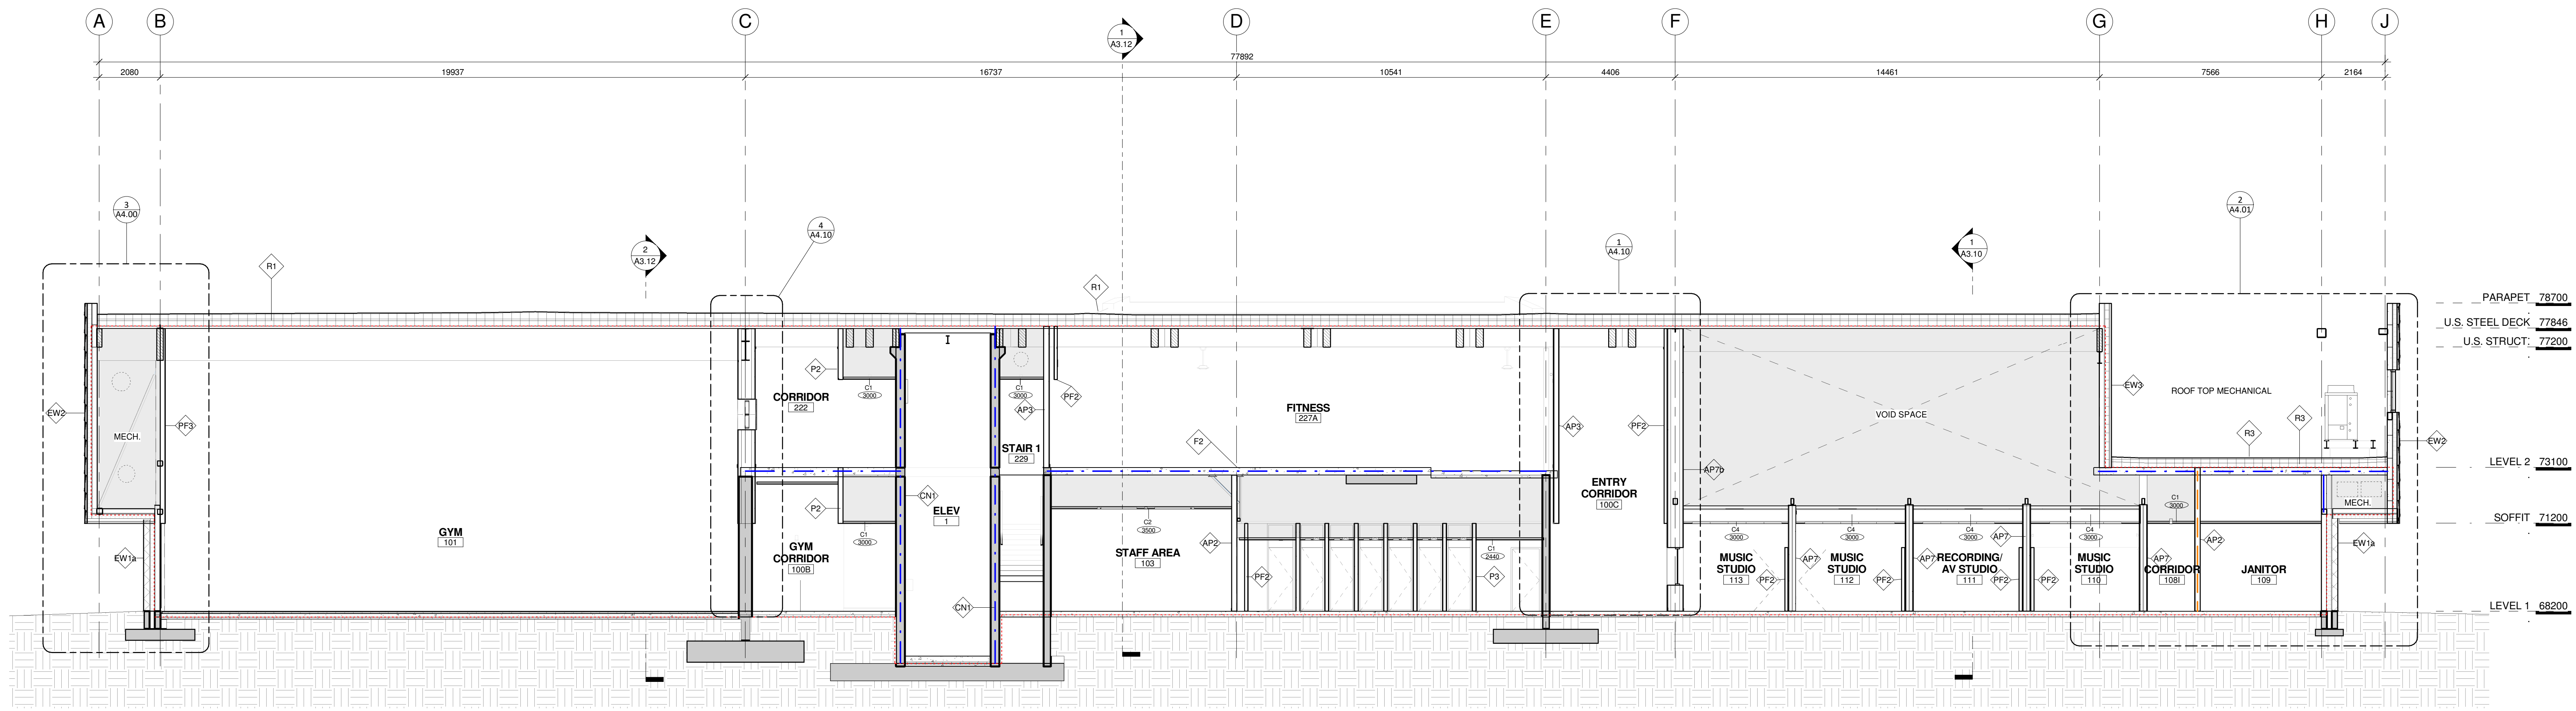 A B C D E F G H J
1
A3.12
77892
2080 19937 16737 10541 4406 14461 7566 2164
3
A4.00
4
A4.10
2
A4.01
2
A3.12
1
A4.10
1
A3.10
R1
R1
PARAPET 78700
U.S. STEEL DECK 77846
U.S. STRUCT. 77200
P2
C1
3000
C1
3000
CORRIDOR
222
AP3
PF2
FITNESS
227A
EW2
MECH.
PF3
AP3
PF2
VOID SPACE
EW3
ROOF TOP MECHANICAL
R3
R3
EW2
F2
STAIR 1
229
LEVEL 2 73100
AP7b
CN1
ENTRY
CORRIDOR
100C
P2
ELEV
1
MECH.
C1
3000
GYM
101
C2
3500
SOFFIT 71200
C1
3000
C4
3000
C4
3000
C4
3000
C4
3000
AP7
AP2
AP2
C1
2440
EW1a
EW1a
GYM
CORRIDOR
100B
STAFF AREA
103
MUSIC
STUDIO
113
AP7
MUSIC
STUDIO
112
AP7
RECORDING/
AV STUDIO
111
MUSIC
STUDIO
110
AP7
CORRIDOR
108I
JANITOR
109
PF2
P3
PF2
PF2
PF2
PF2
CN1
LEVEL 1 68200